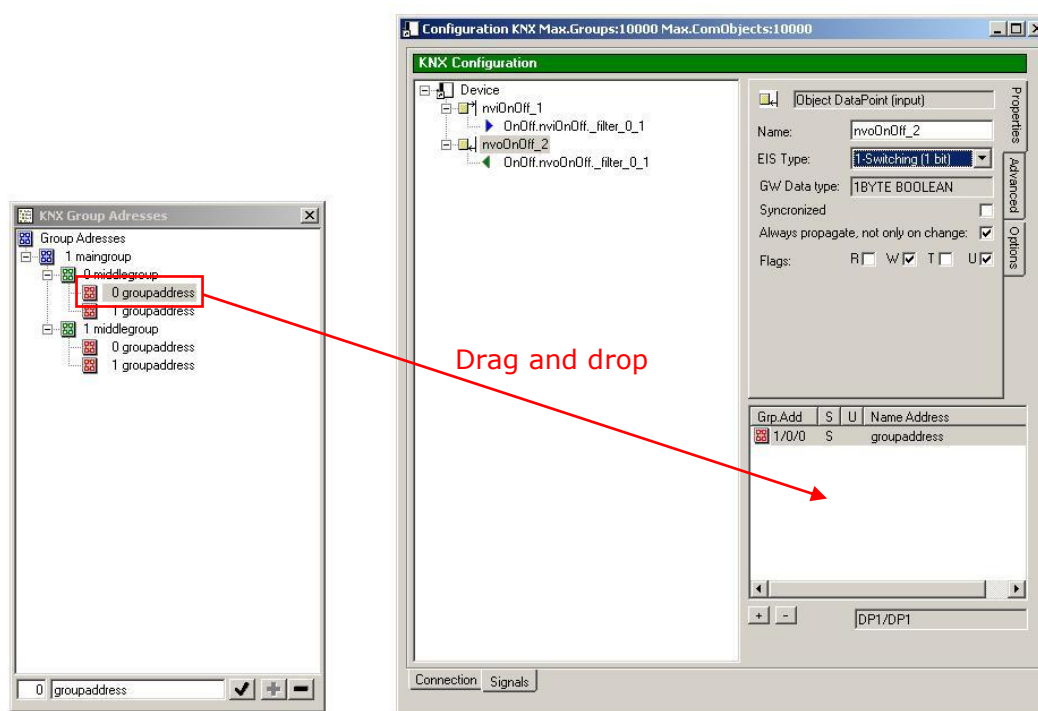 Configuration KNX Max.Groups:10000 Max.ComObjects:10000
KNX Configuration
Device
nviOnOff_1
OnOff.nviOnOff._filter_0_1
nvoOnOff_2
OnOff.nvoOnOff._filter_0_1
Object DataPoint (input)
Name: nvoOnOff_2
EIS Type: 1-Switching (1 bit)
GW Data type: 1BYTE BOOLEAN
Syncronized
Always propagate, not only on change:
Flags: R W T U
Properties
Advanced
Options
KNX Group Adresses
Group Adresses
1 maingroup
0 middlegroup
0 groupaddress
1 groupaddress
1 middlegroup
0 groupaddress
1 groupaddress
Drag and drop
Grp.Add S U Name Address
1/0/0 S groupaddress
+ - DP1/DP1
Connection Signals
0 groupaddress